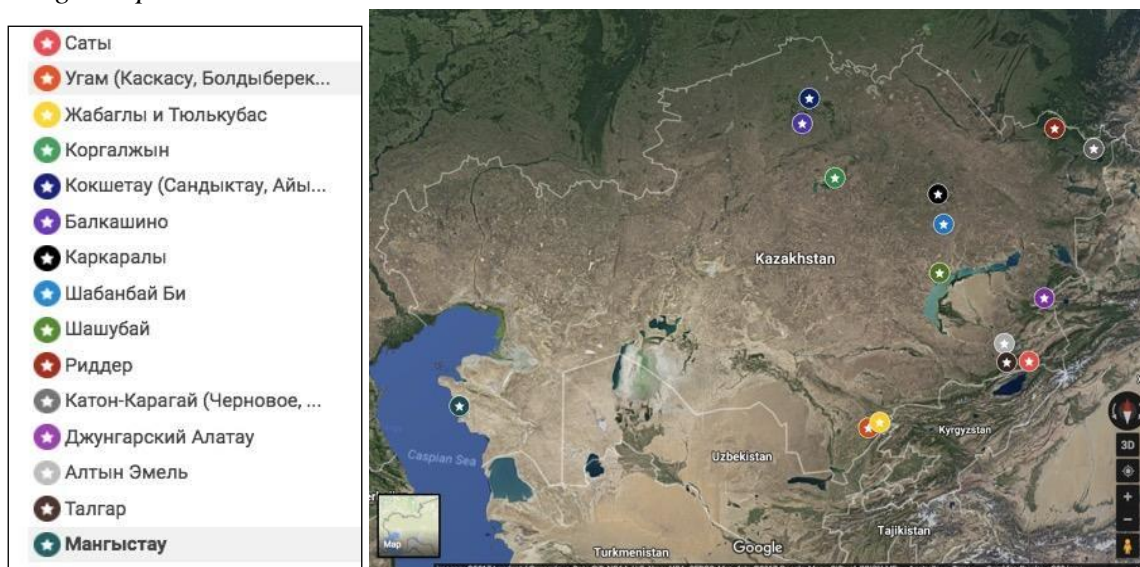 Саты
Угам (Каскасу, Болдыберек...
Жабаглы и Тюлькубас
Коргалжын
Кокшетау (Сандыктау, Айы...
Балкашино
Каркаралы
Шабанбай Би
Шашубай
Риддер
Катон-Карагай (Черновое, ...
Джунгарский Алатау
Алтын Эмель
Талгар
Мангыстау
Kazakhstan
Caspian Sea
Uzbekistan
Kyrgyzstan
3D
Map
Turkmenistan
Google
Tajikistan